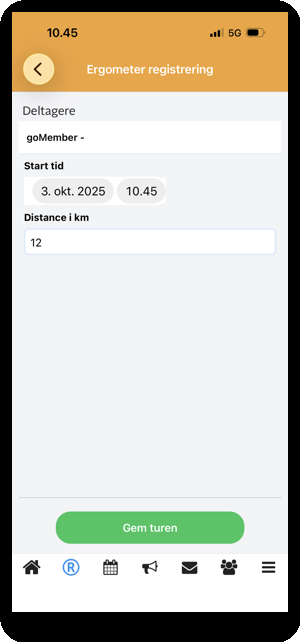 10.45 5G
Ergometer registrering
Deltagere
goMember -
Start tid
3. okt. 2025 10.45
Distance i km
12
Gem turen
R